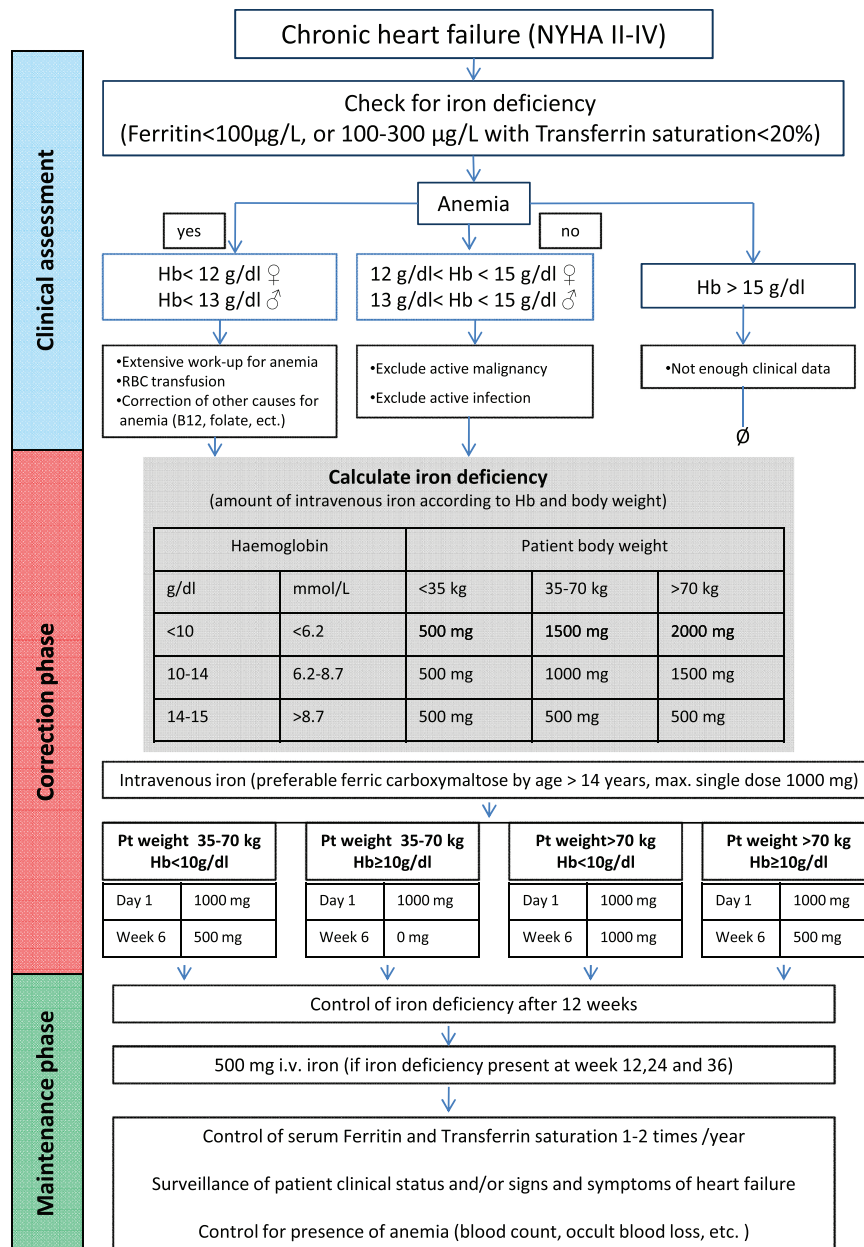 Chronic heart failure (NYHA II-IV)
Clinical assessment
Check for iron deficiency
(Ferritin<100µg/L, or 100-300 µg/L with Transferrin saturation<20%)
Anemia
yes
no
Hb< 12 g/dl ♀
Hb< 13 g/dl ♂
12 g/dl< Hb < 15 g/dl ♀
13 g/dl< Hb < 15 g/dl ♂
Hb > 15 g/dl
•Extensive work-up for anemia
•RBC transfusion
•Correction of other causes for
anemia (B12, folate, ect.)
•Exclude active malignancy
•Exclude active infection
•Not enough clinical data
Ø
Correction phase
Calculate iron deficiency
(amount of intravenous iron according to Hb and body weight)
Haemoglobin Patient body weight
g/dl mmol/L <35 kg 35-70 kg >70 kg
<10 <6.2 500 mg 1500 mg 2000 mg
10-14 6.2-8.7 500 mg 1000 mg 1500 mg
14-15 >8.7 500 mg 500 mg 500 mg
Intravenous iron (preferable ferric carboxymaltose by age > 14 years, max. single dose 1000 mg)
Pt weight 35-70 kg
Hb<10g/dl
Day 1 1000 mg
Week 6 500 mg
Pt weight 35-70 kg
Hb≥10g/dl
Day 1 1000 mg
Week 6 0 mg
Pt weight>70 kg
Hb<10g/dl
Day 1 1000 mg
Week 6 1000 mg
Pt weight >70 kg
Hb≥10g/dl
Day 1 1000 mg
Week 6 500 mg
Maintenance phase
Control of iron deficiency after 12 weeks
500 mg i.v. iron (if iron deficiency present at week 12,24 and 36)
Control of serum Ferritin and Transferrin saturation 1-2 times /year
Surveillance of patient clinical status and/or signs and symptoms of heart failure
Control for presence of anemia (blood count, occult blood loss, etc. )